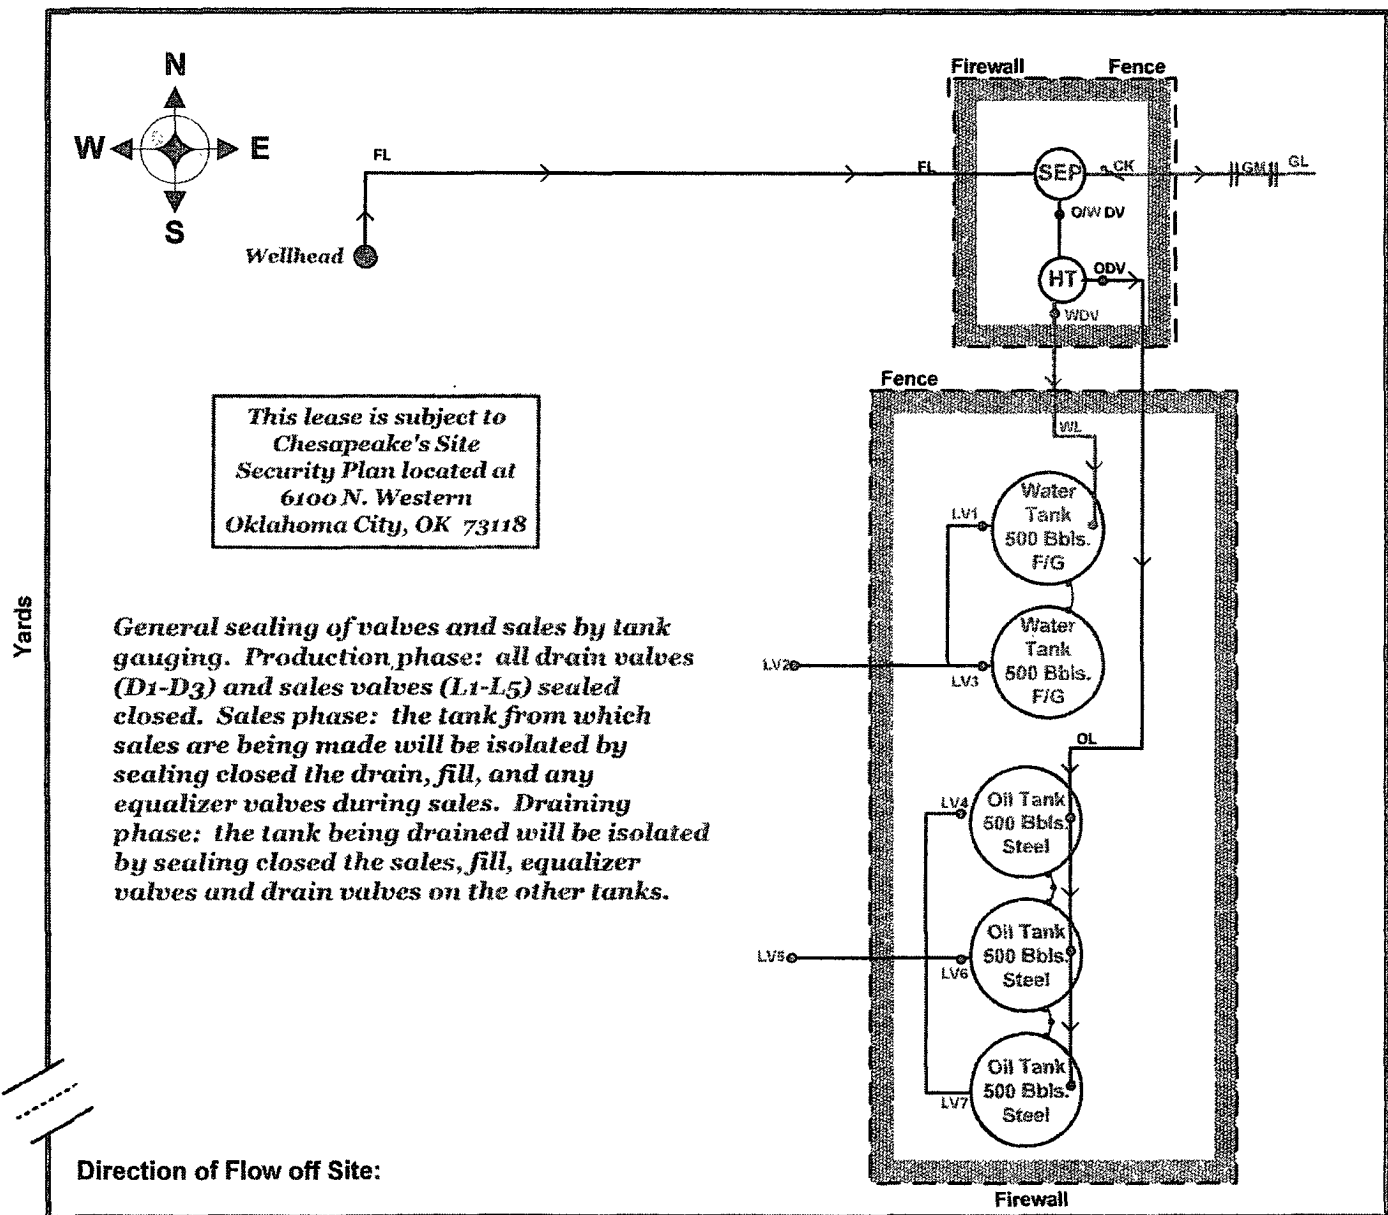 N
W E
S
Wellhead
FL
FL
Firewall Fence
SEP
CK
GM
GL
O/W DV
HT
ODV
WDV
This lease is subject to
Chesapeake's Site
Security Plan located at
6100 N. Western
Oklahoma City, OK 73118
Fence
WL
LV1
Water
Tank
500 Bbls.
F/G
LV2
LV3
Water
Tank
500 Bbls.
F/G
Yards
General sealing of valves and sales by tank
gauging. Production phase: all drain valves
(D1-D3) and sales valves (L1-L5) sealed
closed. Sales phase: the tank from which
sales are being made will be isolated by
sealing closed the drain, fill, and any
equalizer valves during sales. Draining
phase: the tank being drained will be isolated
by sealing closed the sales, fill, equalizer
valves and drain valves on the other tanks.
OL
LV4
Oil Tank
500 Bbls.
Steel
LV5
LV6
Oil Tank
500 Bbls.
Steel
LV7
Oil Tank
500 Bbls.
Steel
Direction of Flow off Site:
Firewall